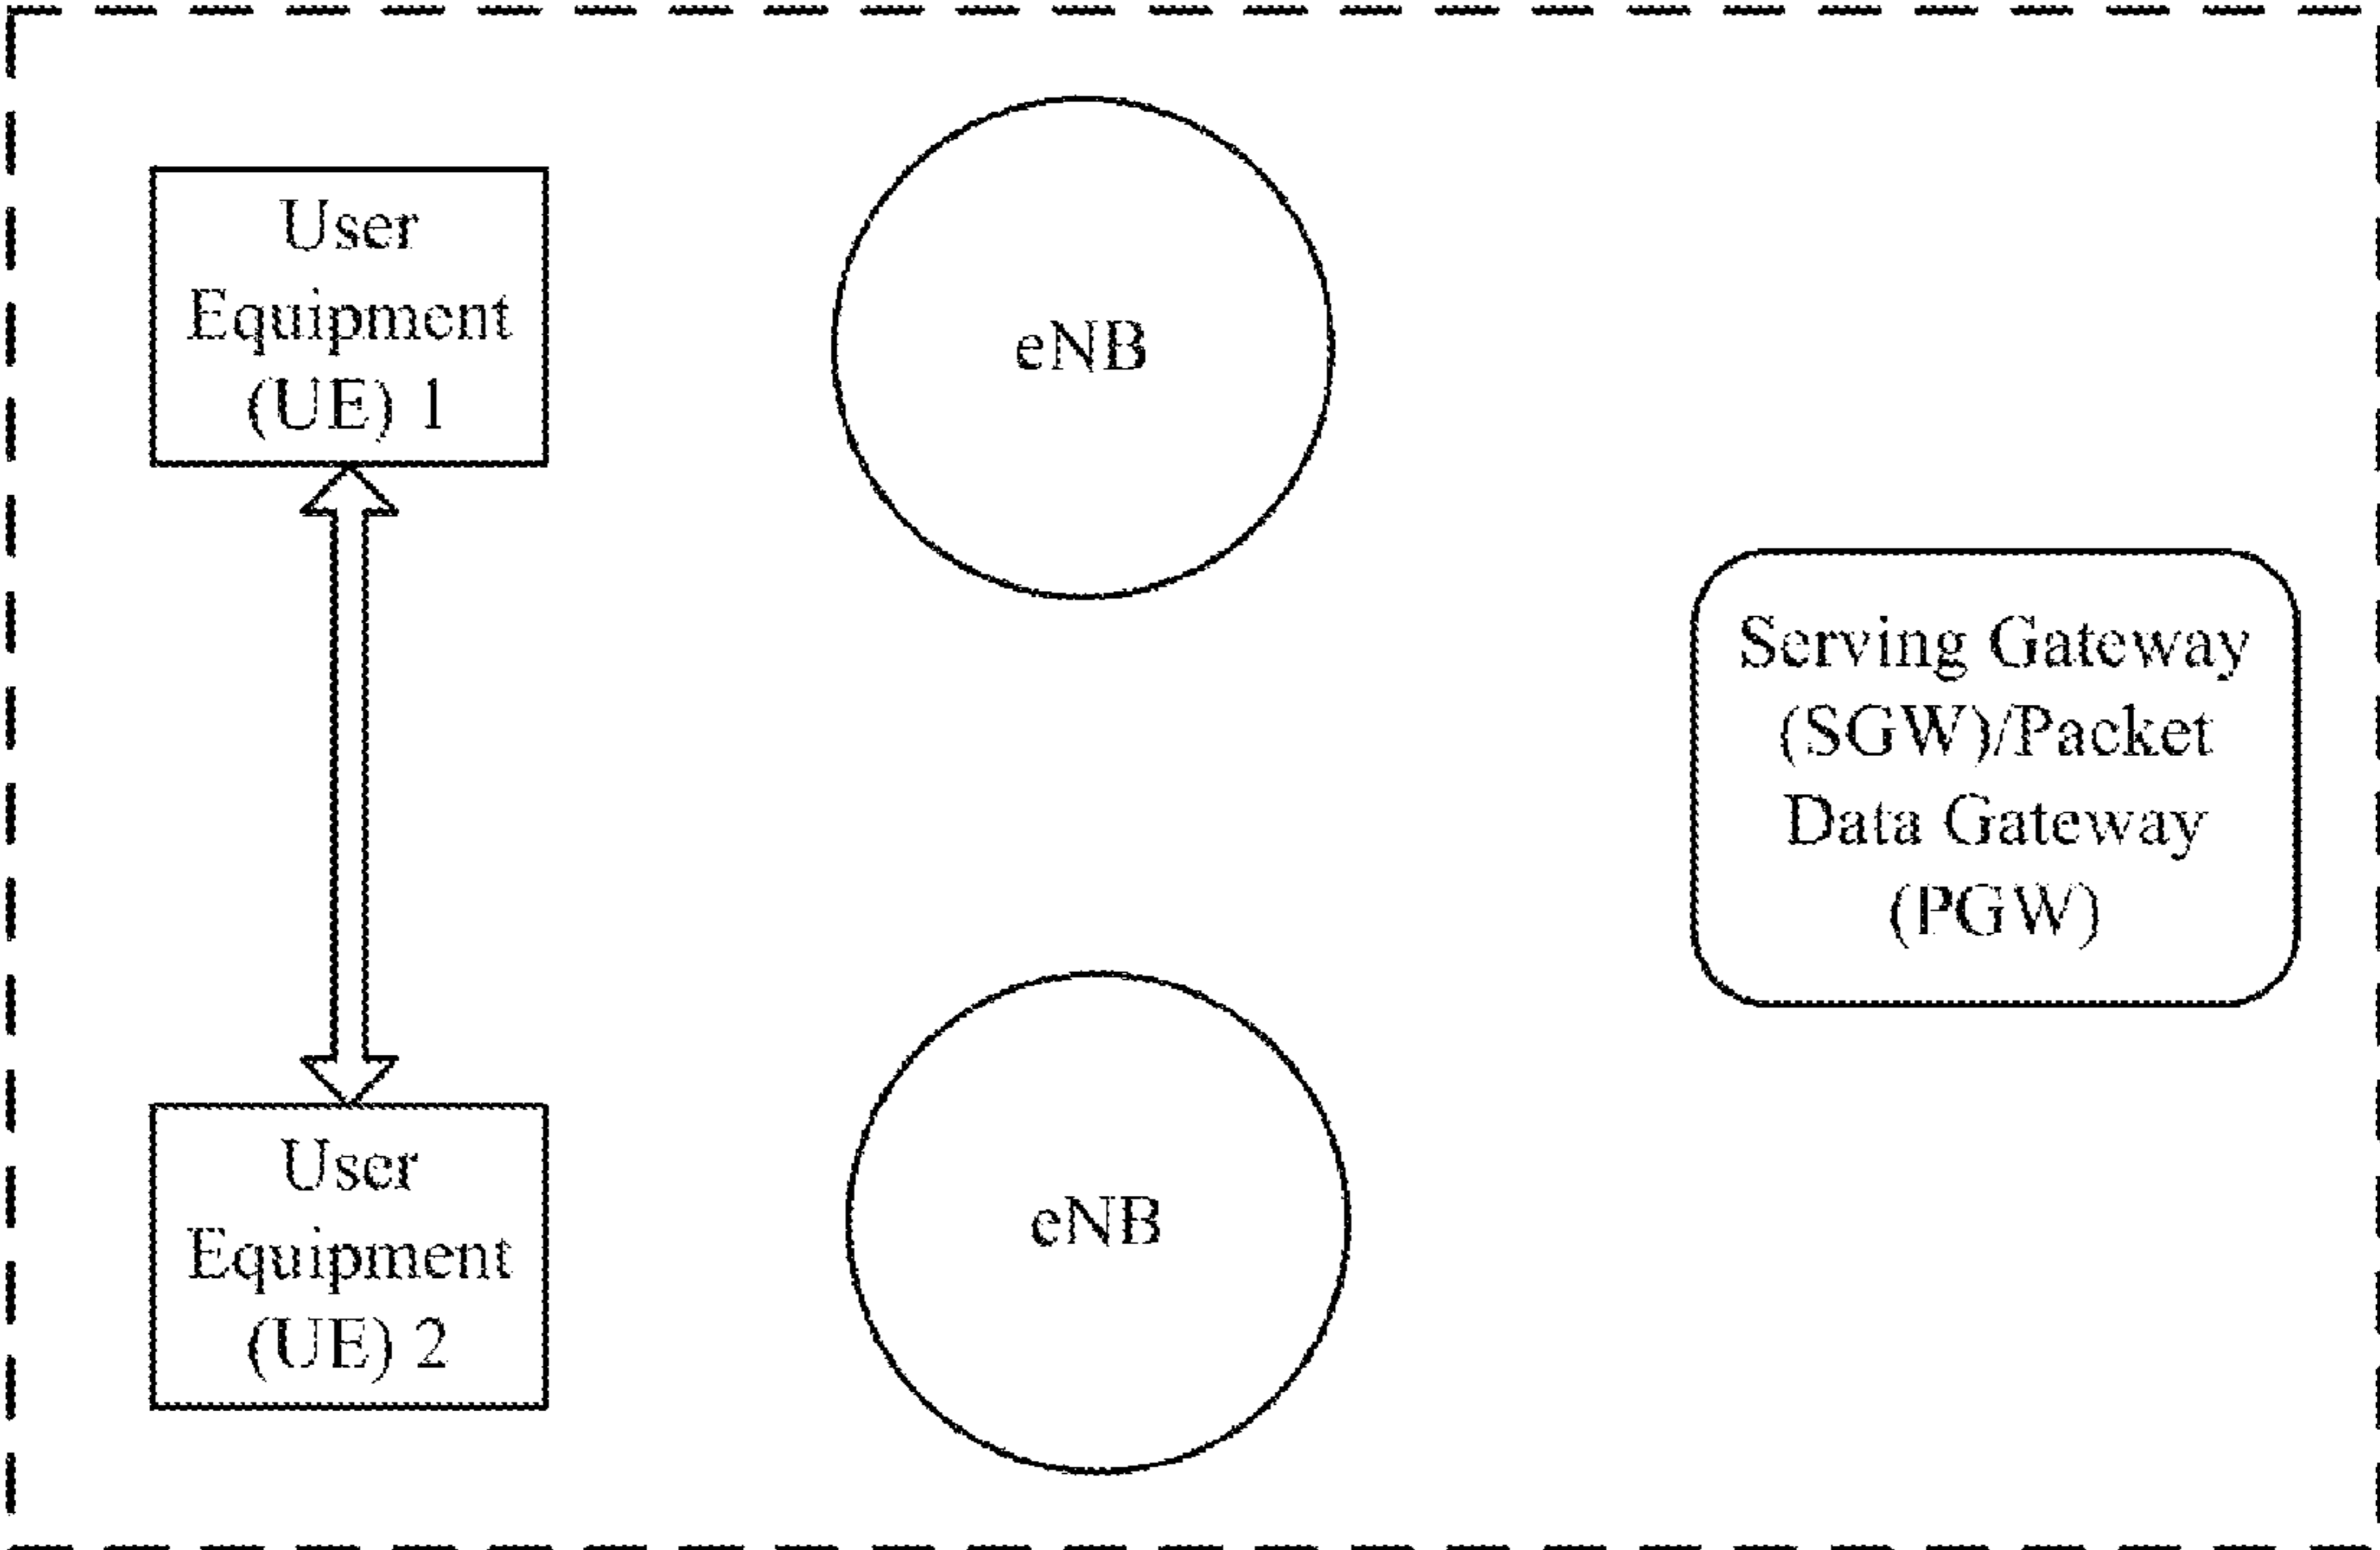 User
Equipment
(UE) 1
eNB
Serving Gateway
(SGW)/Packet
Data Gateway
(PGW)
User
Equipment
(UE) 2
eNB